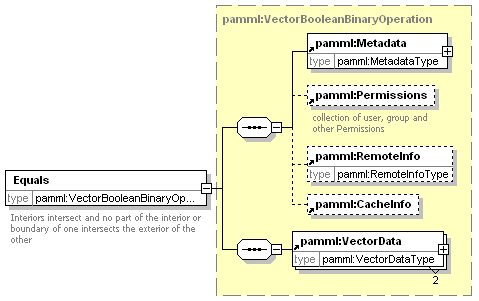 pamml:VectorBooleanBinaryOperation
pamml:Metadata
type pamml:MetadataType
pamml:Permissions
collection of user, group and
other Permissions
pamml:RemoteInfo
type pamml:RemoteInfoType
pamml:CacheInfo
Equals
type pamml:VectorBooleanBinaryOp...
Interiors intersect and no part of the interior or
boundary of one intersects the exterior of the
other
pamml:VectorData
type pamml:VectorDataType
2